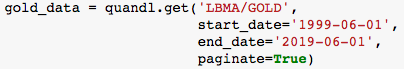 gold_data = quandl.get('LBMA/GOLD',
start_date='1999-06-01',
end_date='2019-06-01',
paginate=True)